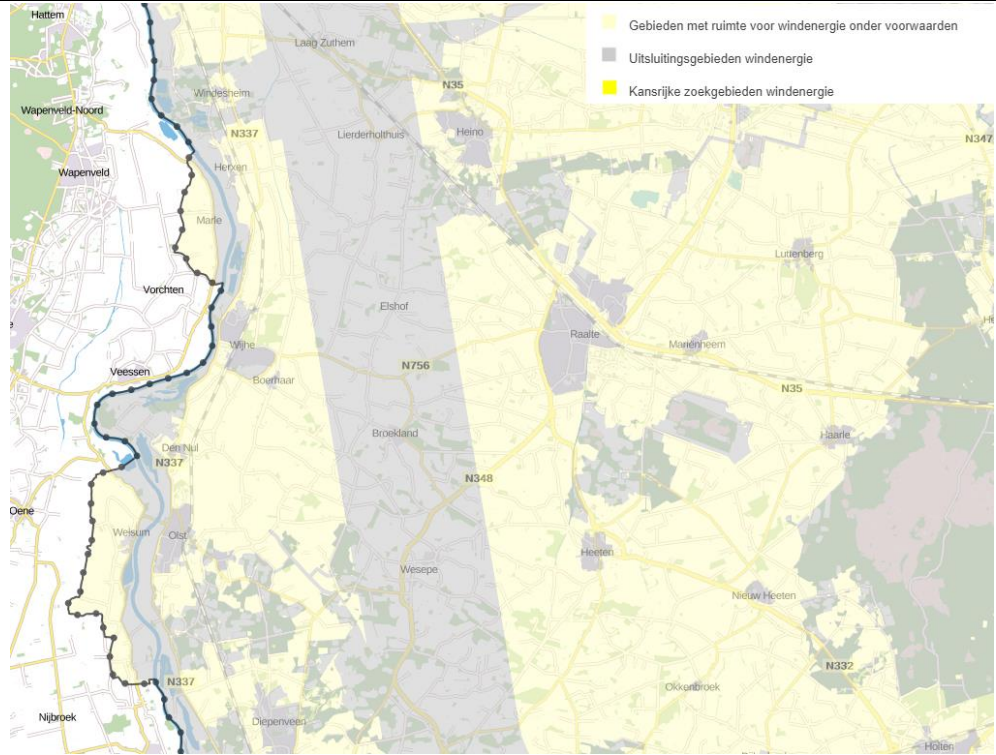 Hattem
Laag Zuthem
Gebieden met ruimte voor windenergie onder voorwaarden
Uitsluitingsgebieden windenergie
Kansrijke zoekgebieden windenergie
Windesheim
N35
Wapenveld-Noord
N337
Lierderholthuis
Heino
N347
Wapenveld
Herxen
Marle
Luttenberg
Vorchten
Elshof
Raalte
Mariënheem
Wijhe
Veessen
Boerhaar
N756
N35
Broekland
Haarle
Den Nul
N337
N348
Oene
Welsum
Olst
Heeten
Wesepe
Nieuw Heeten
N332
N337
Okkenbroek
Nijbroek
Diepenveen
Holten